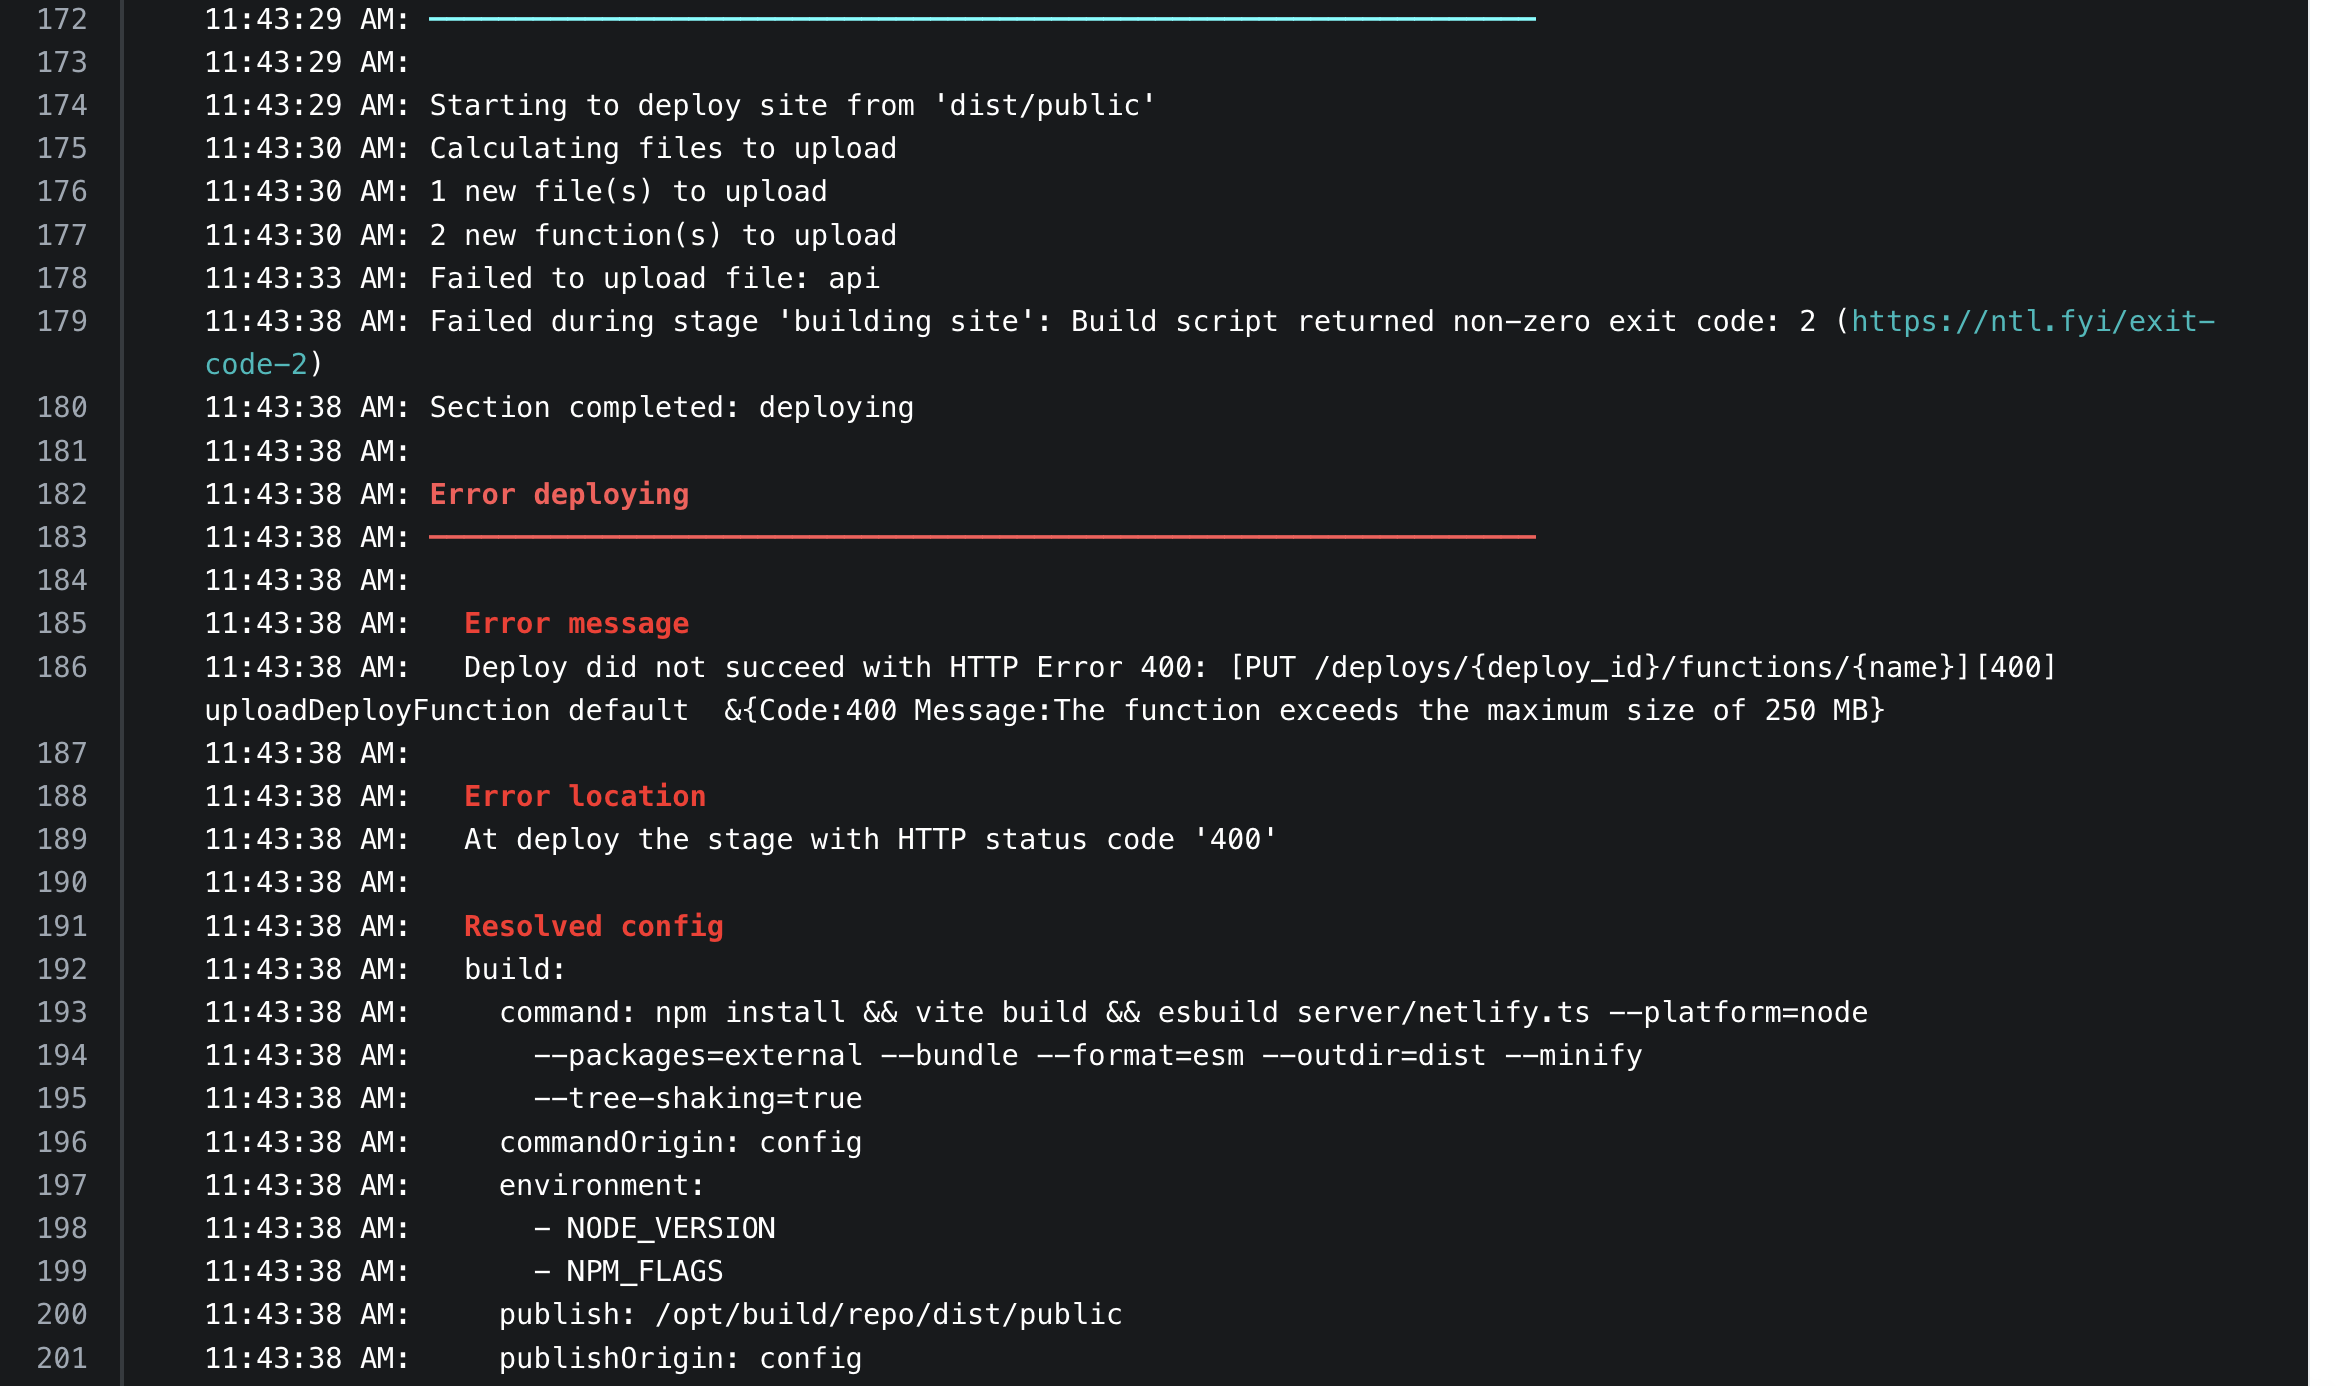 172 11:43:29 AM: ────────────────────────────────────────────────────────────────
173 11:43:29 AM:
174 11:43:29 AM: Starting to deploy site from 'dist/public'
175 11:43:30 AM: Calculating files to upload
176 11:43:30 AM: 1 new file(s) to upload
177 11:43:30 AM: 2 new function(s) to upload
178 11:43:33 AM: Failed to upload file: api
179 11:43:38 AM: Failed during stage 'building site': Build script returned non-zero exit code: 2 (https://ntl.fyi/exit-
code-2)
180 11:43:38 AM: Section completed: deploying
181 11:43:38 AM:
182 11:43:38 AM: Error deploying
183 11:43:38 AM: ────────────────────────────────────────────────────────────────
184 11:43:38 AM:
185 11:43:38 AM:   Error message
186 11:43:38 AM:   Deploy did not succeed with HTTP Error 400: [PUT /deploys/{deploy_id}/functions/{name}][400]
uploadDeployFunction default  &{Code:400 Message:The function exceeds the maximum size of 250 MB}
187 11:43:38 AM:
188 11:43:38 AM:   Error location
189 11:43:38 AM:   At deploy the stage with HTTP status code '400'
190 11:43:38 AM:
191 11:43:38 AM:   Resolved config
192 11:43:38 AM:   build:
193 11:43:38 AM:     command: npm install && vite build && esbuild server/netlify.ts --platform=node
194 11:43:38 AM:       --packages=external --bundle --format=esm --outdir=dist --minify
195 11:43:38 AM:       --tree-shaking=true
196 11:43:38 AM:     commandOrigin: config
197 11:43:38 AM:     environment:
198 11:43:38 AM:       - NODE_VERSION
199 11:43:38 AM:       - NPM_FLAGS
200 11:43:38 AM:     publish: /opt/build/repo/dist/public
201 11:43:38 AM:     publishOrigin: config